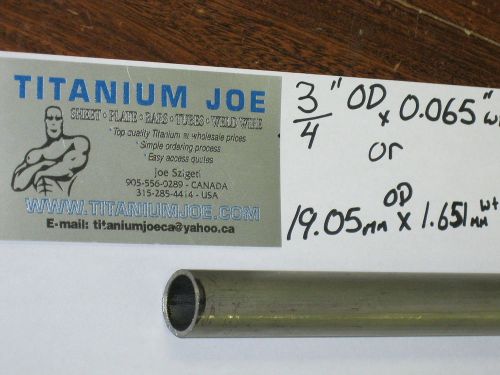 TITANIUM JOE
SHEET • PLATE • BARS • TUBES • WELD WIRE
• Top quality Titanium at wholesale prices
• Simple ordering process
• Easy access quotes
Joe Szigeti
905-556-0289 - CANADA
315-285-4414 - USA
WWW.TITANIUMJOE.COM
E-mail: titaniumjoeca@yahoo.ca
3/4" OD x 0.065"
or
19.05mm OD x 1.651mm wt